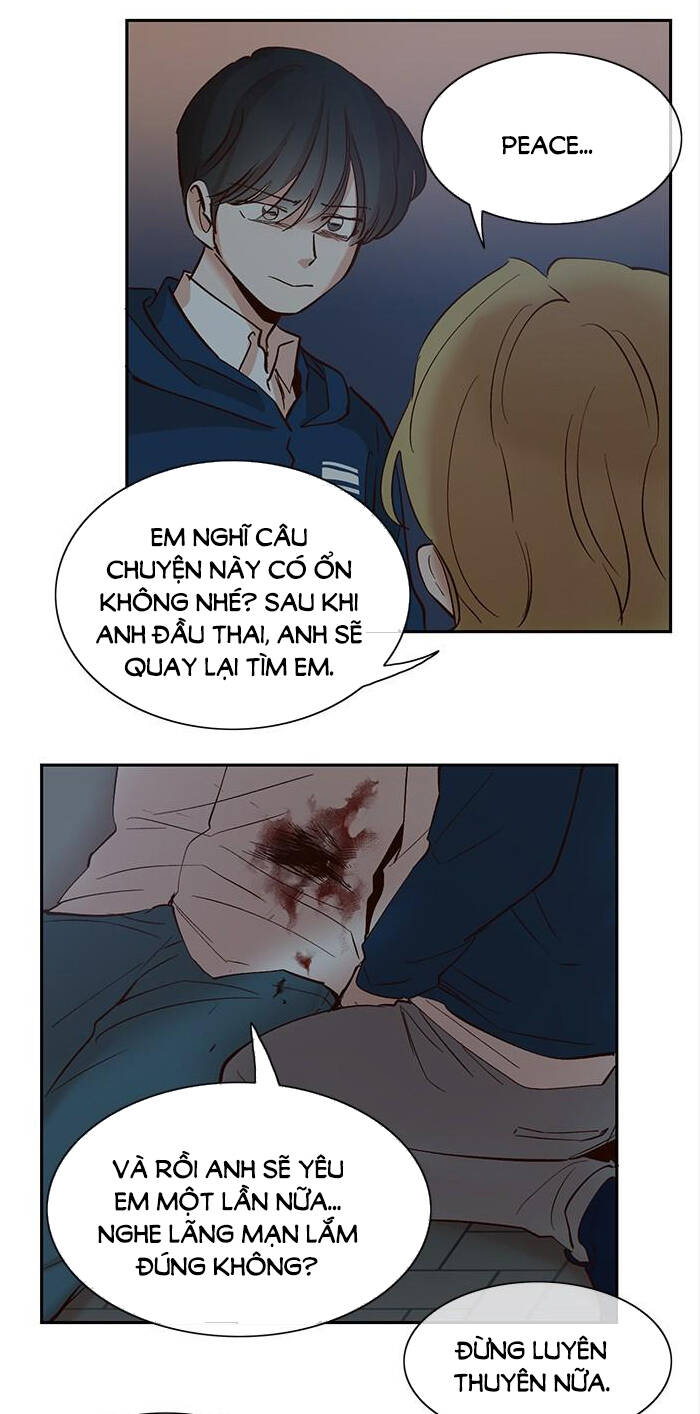 PEACE...
EM NGHĨ CÂU
CHUYỆN NÀY CÓ ỔN
KHÔNG NHÉ? SAU KHI
ANH ĐẦU THAI, ANH SẼ
QUAY LẠI TÌM EM.
VÀ RỒI ANH SẼ YÊU
EM MỘT LẦN NỮA...
NGHE LÃNG MẠN LẮM
ĐÚNG KHÔNG?
ĐỪNG LUYÊN
THUYÊN NỮA.